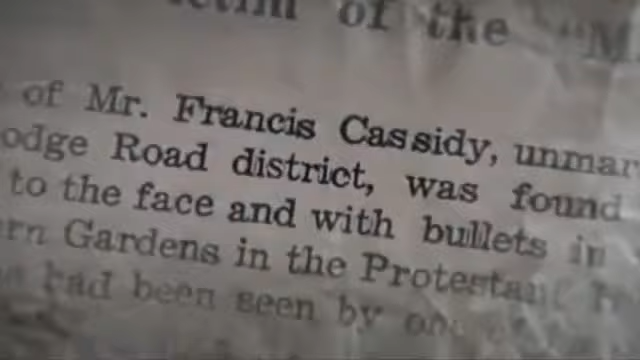 of the "M
of Mr. Francis Cassidy, unmar
odge Road district, was found
to the face and with bullets in
rn Gardens in the Protestant
had been seen by